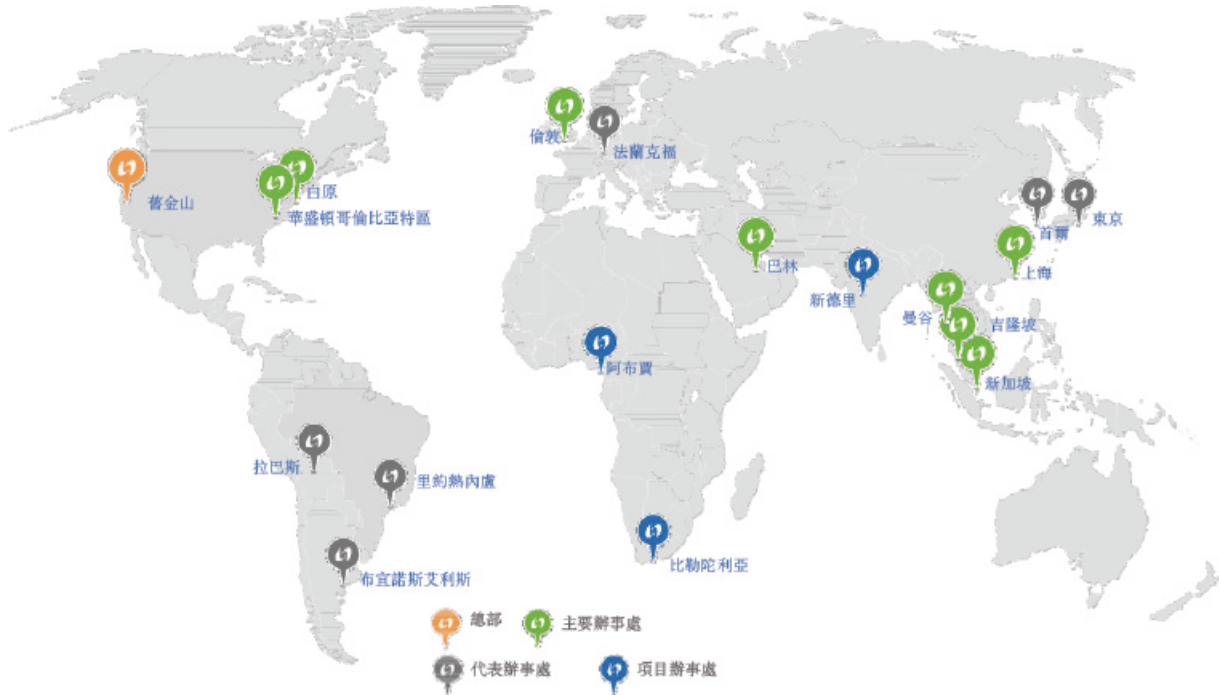 倫敦
法蘭克福
白原
舊金山
華盛頓哥倫比亞特區
首爾
東京
巴林
上海
新德里
曼谷
吉隆坡
阿布賈
新加坡
拉巴斯
里約熱內盧
比勒陀利亞
布宜諾斯艾利斯
總部
主要辦事處
代表辦事處
項目辦事處